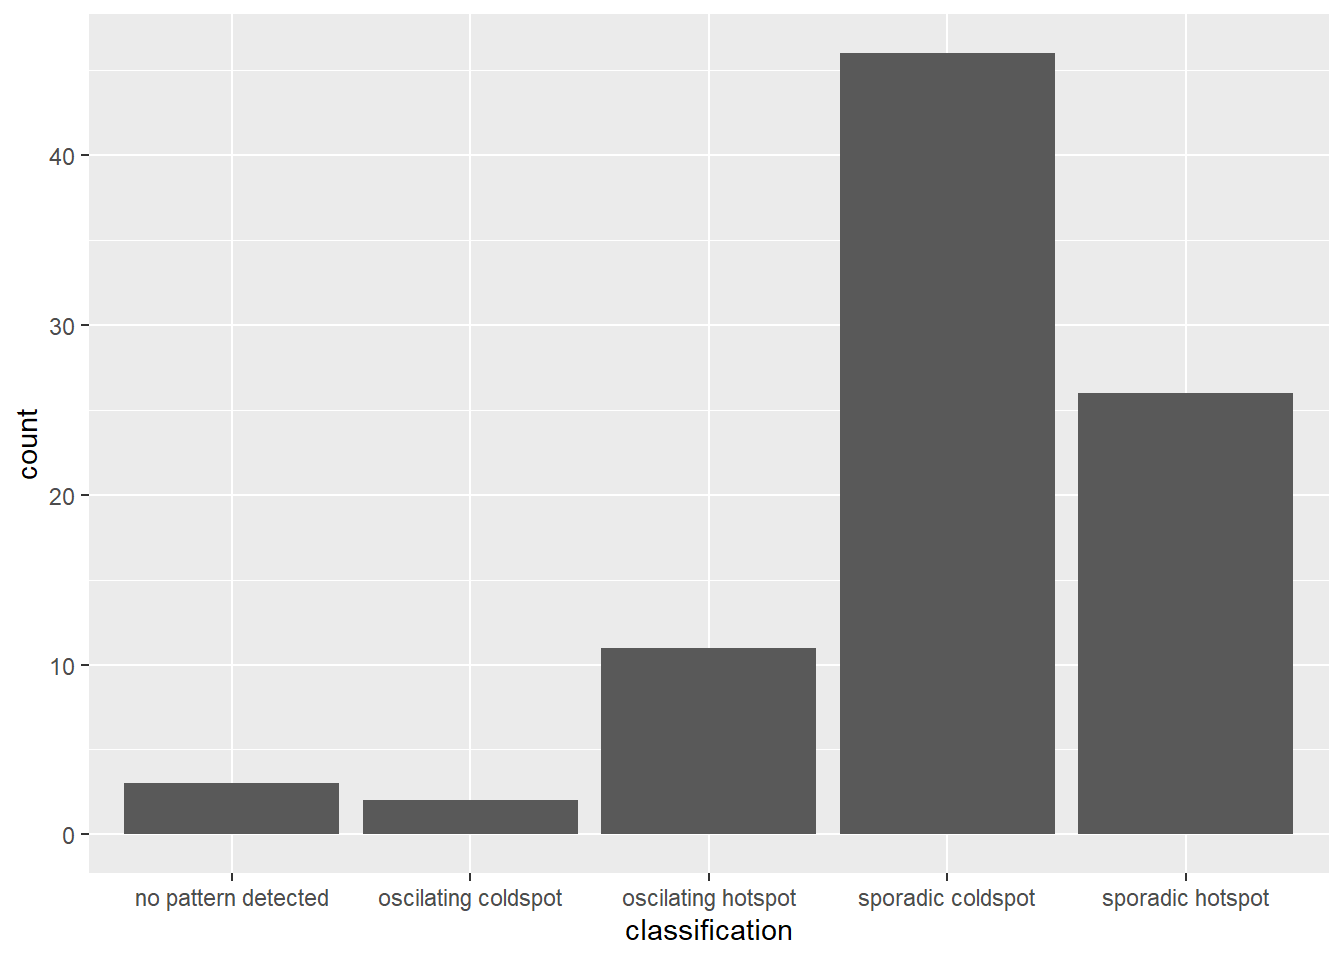 count
40
30
20
10
0
no pattern detected
oscilating coldspot
oscilating hotspot
sporadic coldspot
sporadic hotspot
classification